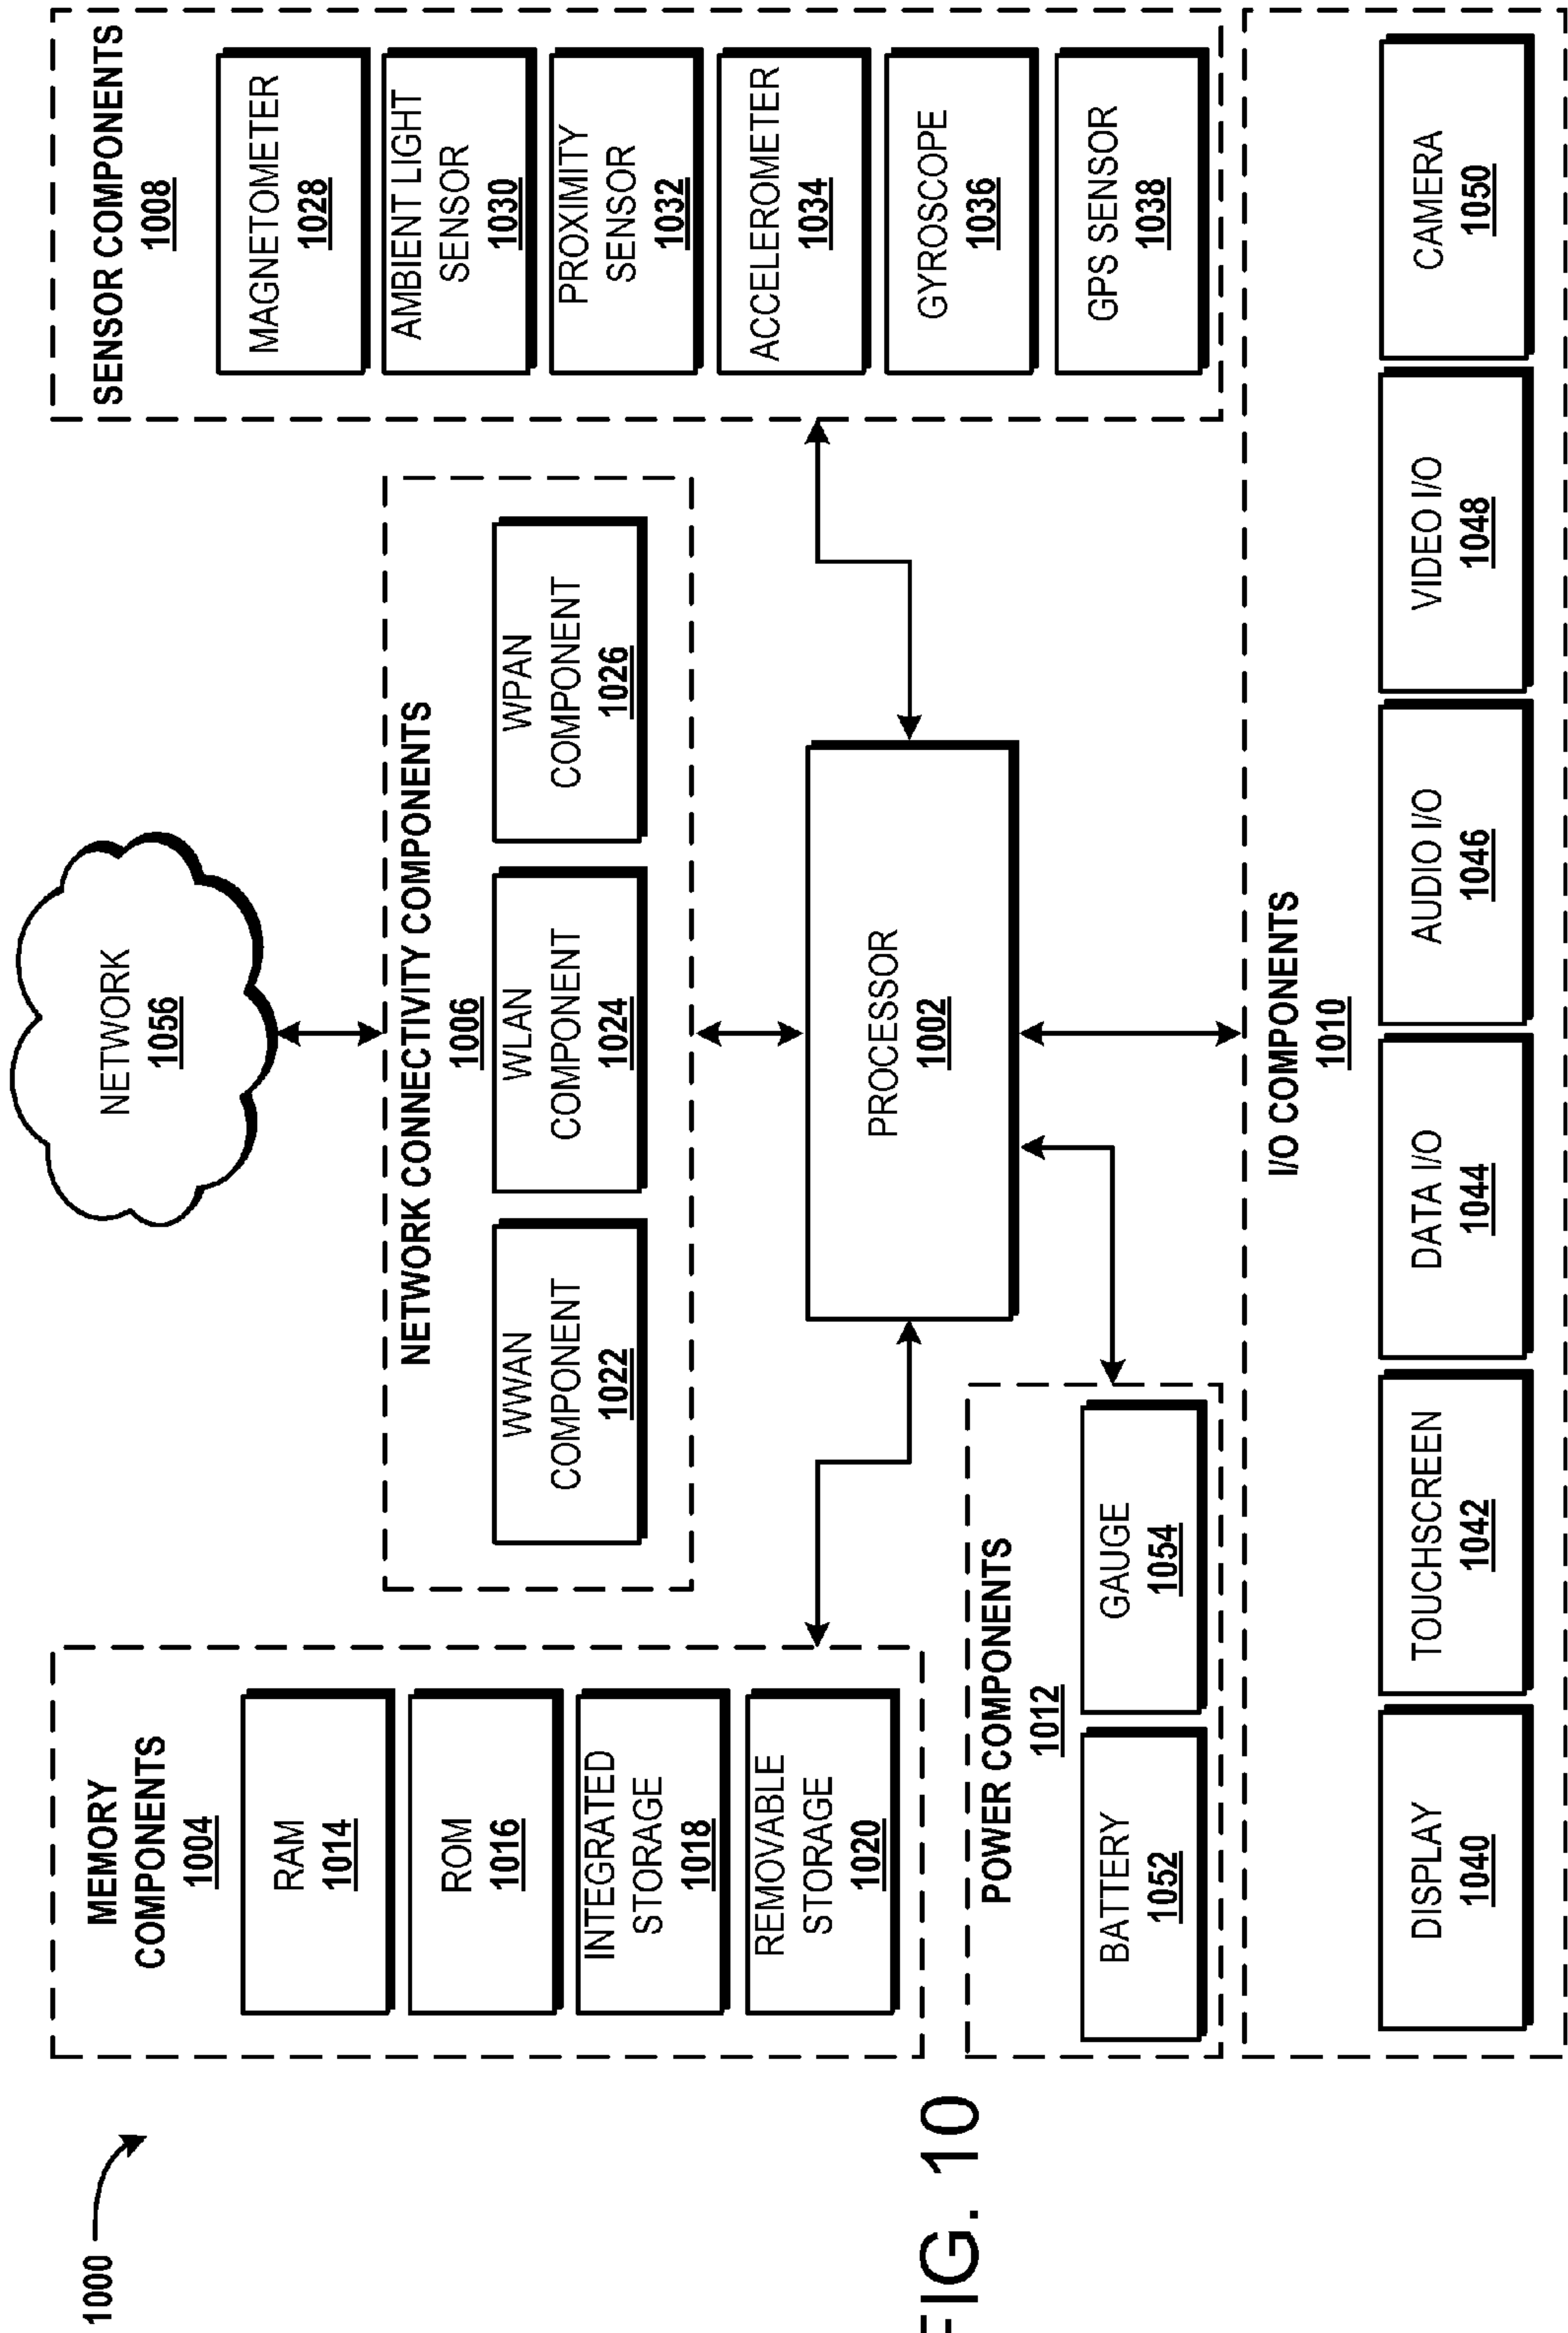 1000
NETWORK
1056
MEMORY
COMPONENTS
1004
RAM
1014
ROM
1016
INTEGRATED
STORAGE
1018
REMOVABLE
STORAGE
1020
NETWORK CONNECTIVITY COMPONENTS
1006
WWAN
COMPONENT
1022
WLAN
COMPONENT
1024
WPAN
COMPONENT
1026
SENSOR COMPONENTS
1008
MAGNETOMETER
1028
AMBIENT LIGHT
SENSOR
1030
PROXIMITY
SENSOR
1032
ACCELEROMETER
1034
GYROSCOPE
1036
GPS SENSOR
1038
PROCESSOR
1002
POWER COMPONENTS
1012
BATTERY
1052
GAUGE
1054
I/O COMPONENTS
1010
DISPLAY
1040
TOUCHSCREEN
1042
DATA I/O
1044
AUDIO I/O
1046
VIDEO I/O
1048
CAMERA
1050
FIG. 10